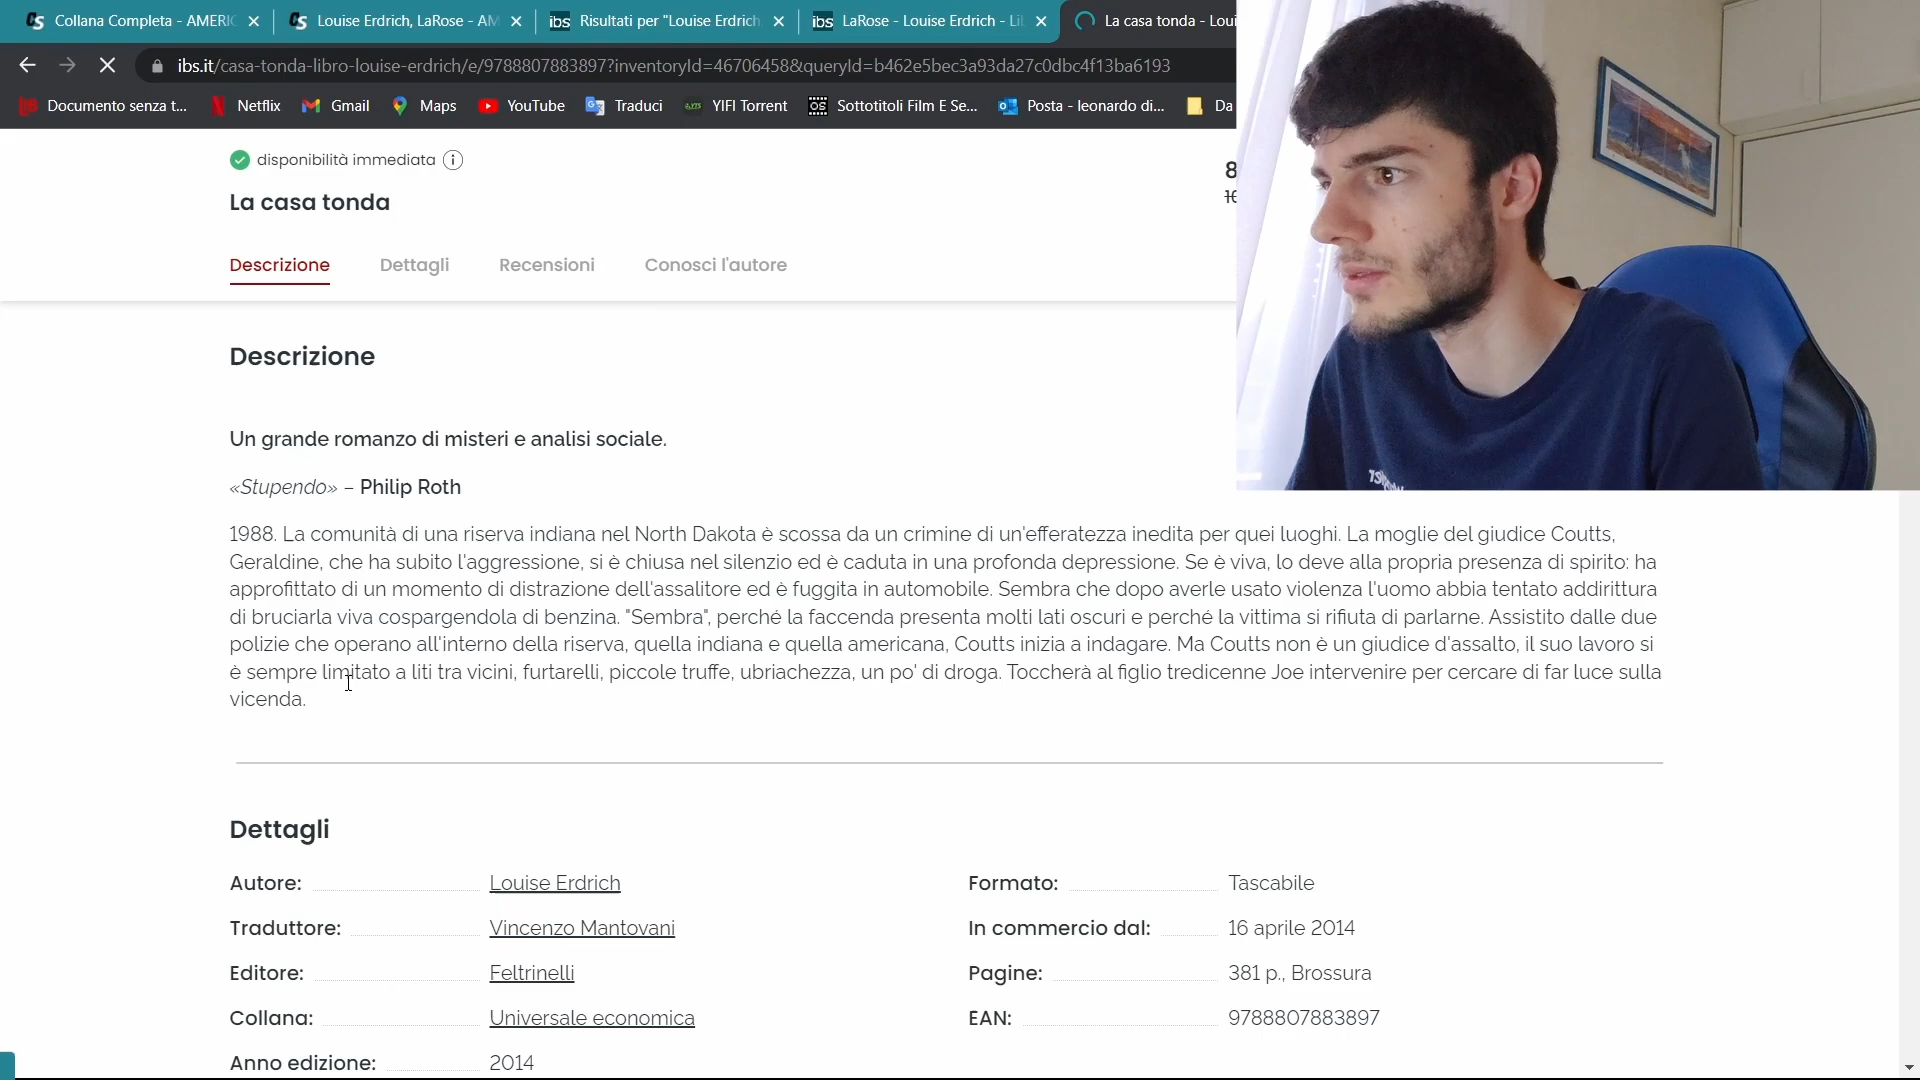 Collana Completa - AMERIC
Louise Erdrich, LaRose - AM
ibs Risultati per "Louise Erdrich
ibs LaRose - Louise Erdrich - Li
La casa tonda - Loui
ibs.it/casa-tonda-libro-louise-erdrich/e/9788807883897?inventoryId=46706458&queryId=b462e5bec3a93da27c0dbc4f13ba6193
Documento senza t...
Netflix
Gmail
Maps
YouTube
Traduci
YIFI Torrent
OS Sottotitoli Film E Se...
Posta - leonardo di...
Da
disponibilità immediata
8
La casa tonda
Descrizione Dettagli Recensioni Conosci l'autore
Descrizione
Un grande romanzo di misteri e analisi sociale.
«Stupendo» – Philip Roth
1988. La comunità di una riserva indiana nel North Dakota è scossa da un crimine di un'efferatezza inedita per quei luoghi. La moglie del giudice Coutts,
Geraldine, che ha subito l'aggressione, si è chiusa nel silenzio ed è caduta in una profonda depressione. Se è viva, lo deve alla propria presenza di spirito: ha
approfittato di un momento di distrazione dell'assalitore ed è fuggita in automobile. Sembra che dopo averle usato violenza l'uomo abbia tentato addirittura
di bruciarla viva cospargendola di benzina. "Sembra", perché la faccenda presenta molti lati oscuri e perché la vittima si rifiuta di parlarne. Assistito dalle due
polizie che operano all'interno della riserva, quella indiana e quella americana, Coutts inizia a indagare. Ma Coutts non è un giudice d'assalto, il suo lavoro si
è sempre limitato a liti tra vicini, furtarelli, piccole truffe, ubriachezza, un po' di droga. Toccherà al figlio tredicenne Joe intervenire per cercare di far luce sulla
vicenda.
Dettagli
Autore: Louise Erdrich
Formato: Tascabile
Traduttore: Vincenzo Mantovani
In commercio dal: 16 aprile 2014
Editore: Feltrinelli
Pagine: 381 p., Brossura
Collana: Universale economica
EAN: 9788807883897
Anno edizione: 2014